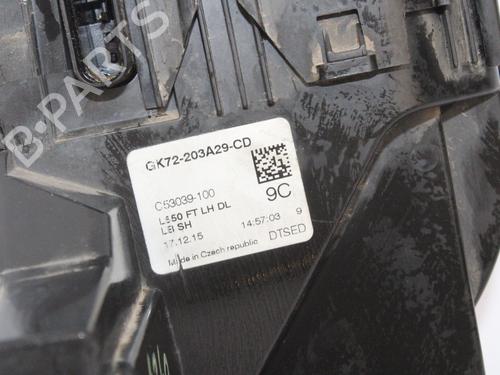 B-PARTS
GK72-203A29-CD
C53039-100
9C
L550 FT LH DL
LBI SH
17.12.15 14:57:03 9
Made in Czech republic DTSED